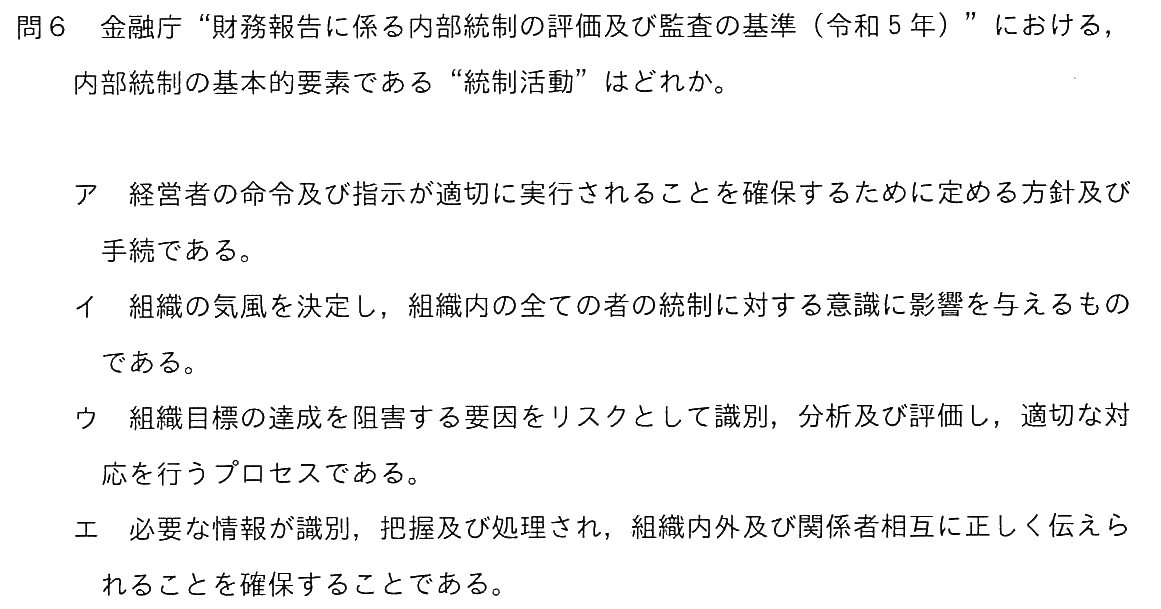 問6 金融庁“財務報告に係る内部統制の評価及び監査の基準（令和5年）”における，
内部統制の基本的要素である“統制活動”はどれか。
ア 経営者の命令及び指示が適切に実行されることを確保するために定める方針及び
手続である。
イ 組織の気風を決定し，組織内の全ての者の統制に対する意識に影響を与えるもの
である。
ウ 組織目標の達成を阻害する要因をリスクとして識別，分析及び評価し，適切な対
応を行うプロセスである。
エ 必要な情報が識別，把握及び処理され，組織内外及び関係者相互に正しく伝えら
れることを確保することである。